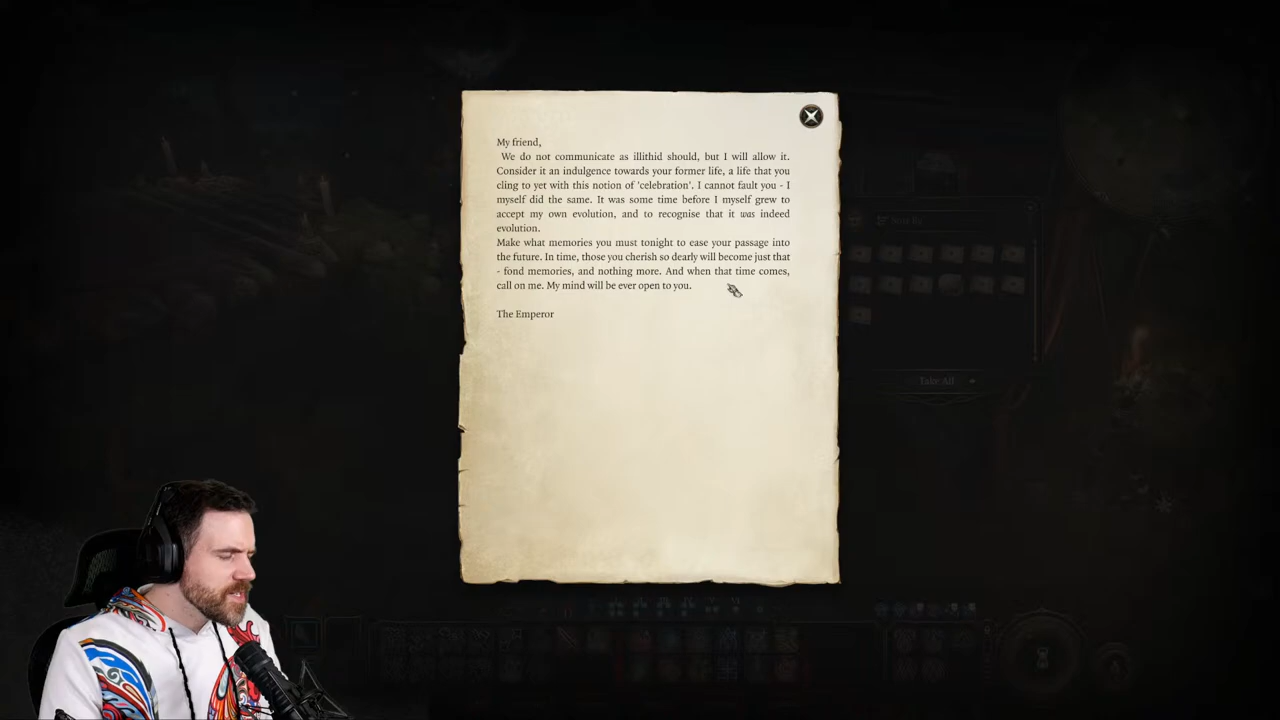 My friend,
We do not communicate as illithid should, but I will allow it.
Consider it an indulgence towards your former life, a life that you
cling to yet with this notion of 'celebration'. I cannot fault you - I
myself did the same. It was some time before I myself grew to
accept my own evolution, and to recognise that it was indeed
evolution.
Make what memories you must tonight to ease your passage into
the future. In time, those you cherish so dearly will become just that
- fond memories, and nothing more. And when that time comes,
call on me. My mind will be ever open to you.
The Emperor
Take All